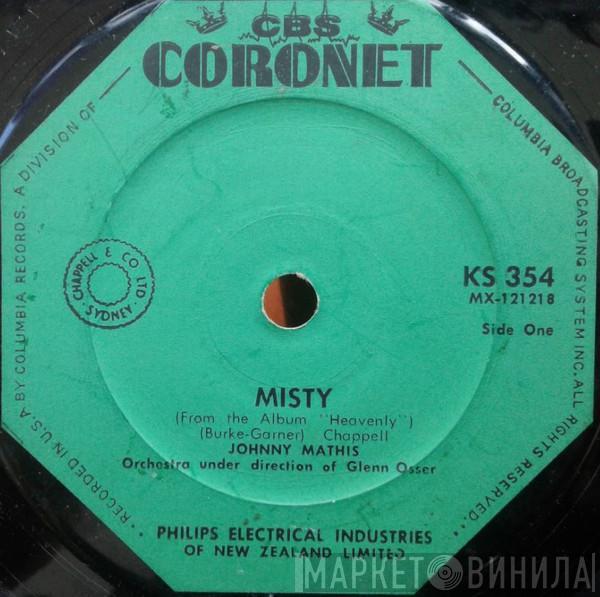 CBS
CORONET
RECORDED IN U.S.A BY COLUMBIA RECORDS. A DIVISION OF — COLUMBIA BROADCASTING SYSTEM INC. ALL RIGHTS RESERVED...
CHAPPELL & CO LTD. SYDNEY
KS 354
MX-121218
Side One
MISTY
(From the Album "Heavenly")
(Burke-Garner) Chappell
JOHNNY MATHIS
Orchestra under direction of Glenn Osser
PHILIPS ELECTRICAL INDUSTRIES
OF NEW ZEALAND LIMITED
МАРКЕТ ВИНИЛА